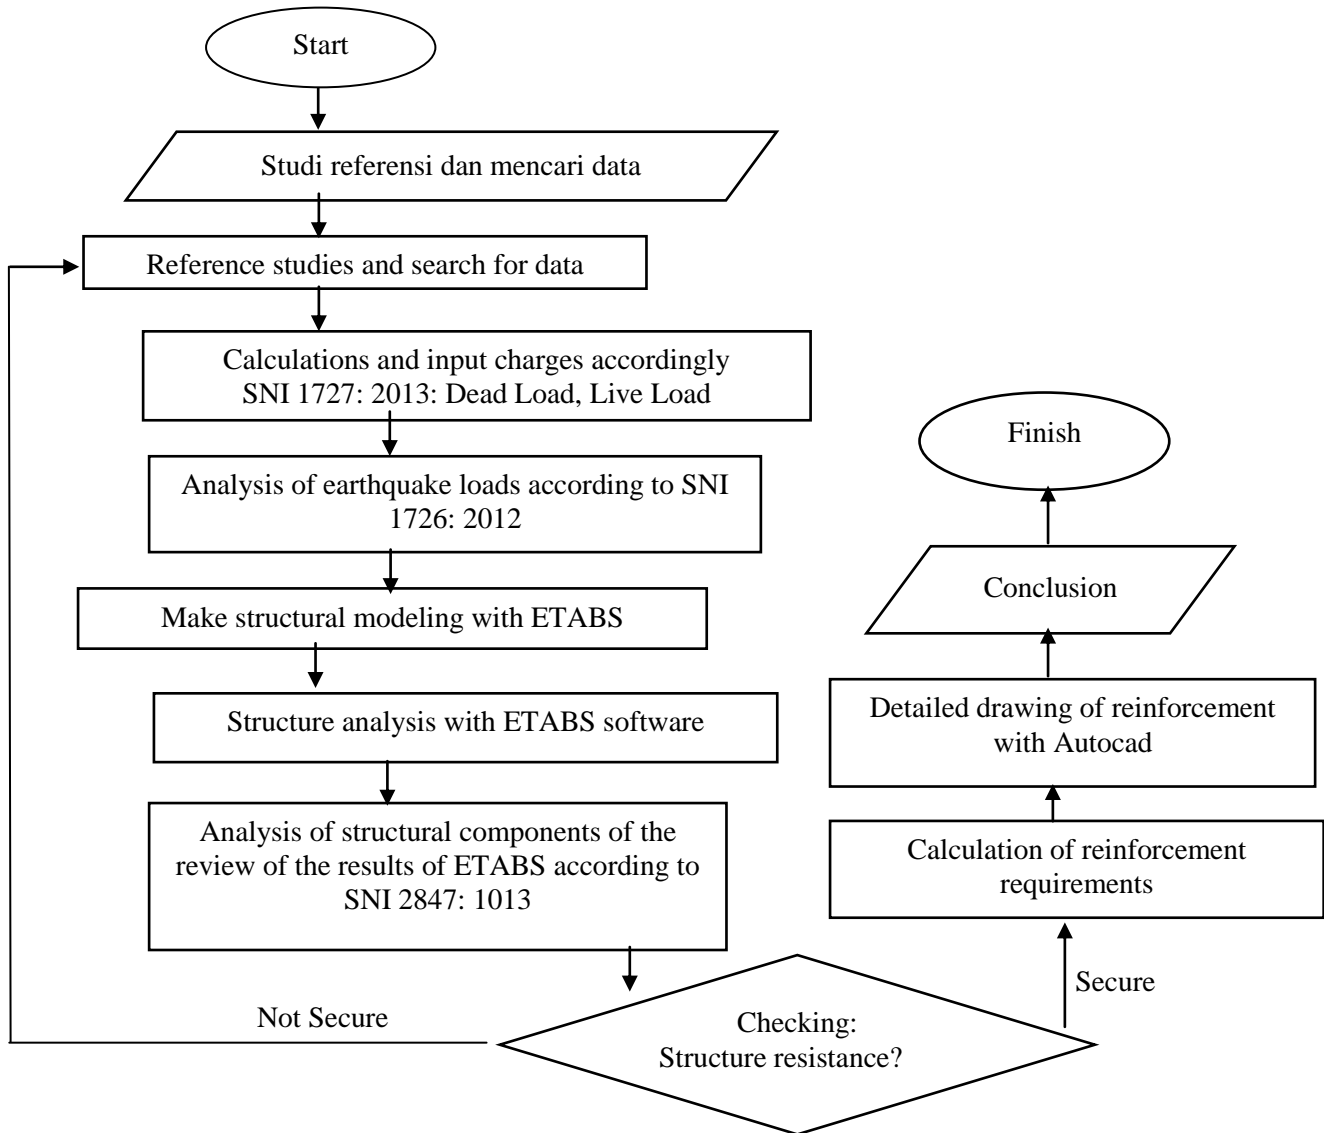 Start
Studi referensi dan mencari data
Reference studies and search for data
Calculations and input charges accordingly
SNI 1727: 2013: Dead Load, Live Load
Analysis of earthquake loads according to SNI
1726: 2012
Make structural modeling with ETABS
Structure analysis with ETABS software
Analysis of structural components of the
review of the results of ETABS according to
SNI 2847: 1013
Not Secure
Checking:
Structure resistance?
Secure
Calculation of reinforcement
requirements
Detailed drawing of reinforcement
with Autocad
Conclusion
Finish